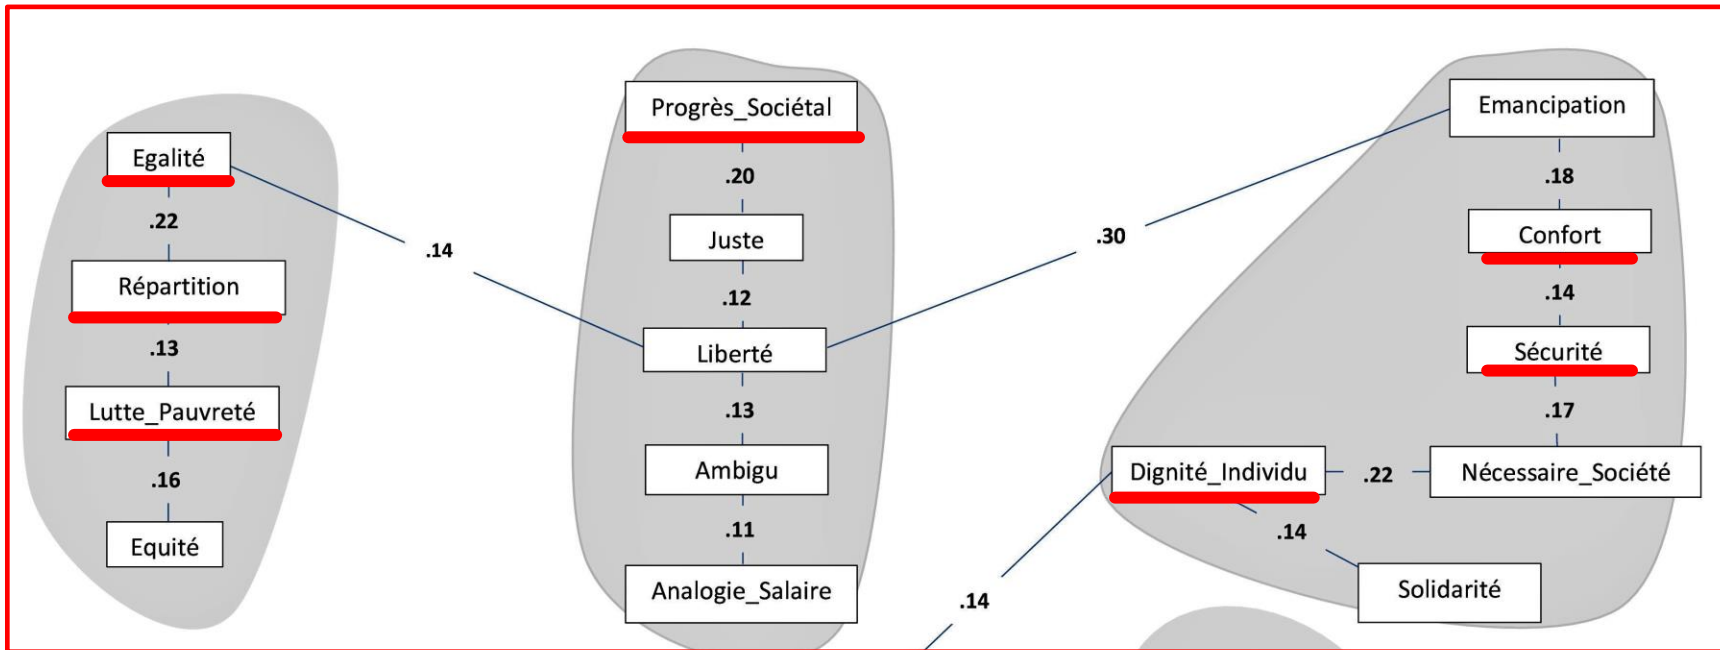 Egalité
.22
Répartition
.13
Lutte_Pauvreté
.16
Equité
.14
Progrès_Sociétal
.20
Juste
.12
Liberté
.13
Ambigu
.11
Analogie_Salaire
.30
Emancipation
.18
Confort
.14
Sécurité
.17
Dignité_Individu
.22
Nécessaire_Société
.14
Solidarité
.14